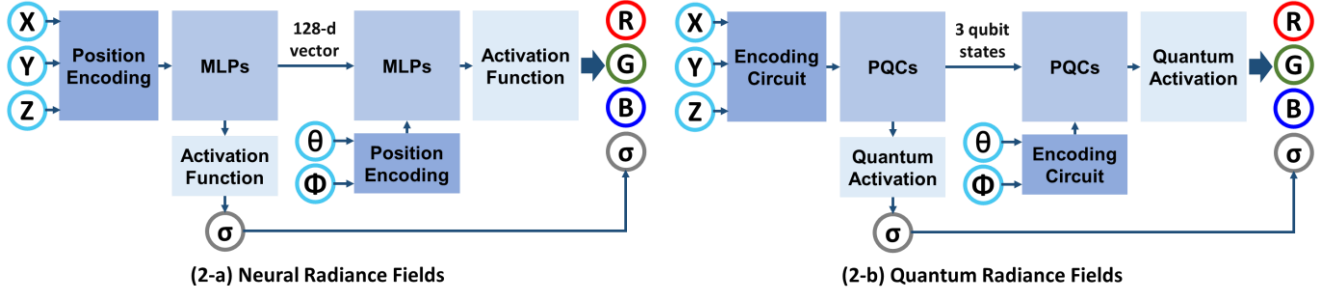 X
Y
Z
Position
Encoding
MLPs
128-d
vector
MLPs
Activation
Function
R
G
B
σ
Activation
Function
θ
Φ
Position
Encoding
σ
(2-a) Neural Radiance Fields
X
Y
Z
Encoding
Circuit
PQCs
3 qubit
states
PQCs
Quantum
Activation
R
G
B
σ
Quantum
Activation
θ
Φ
Encoding
Circuit
σ
(2-b) Quantum Radiance Fields